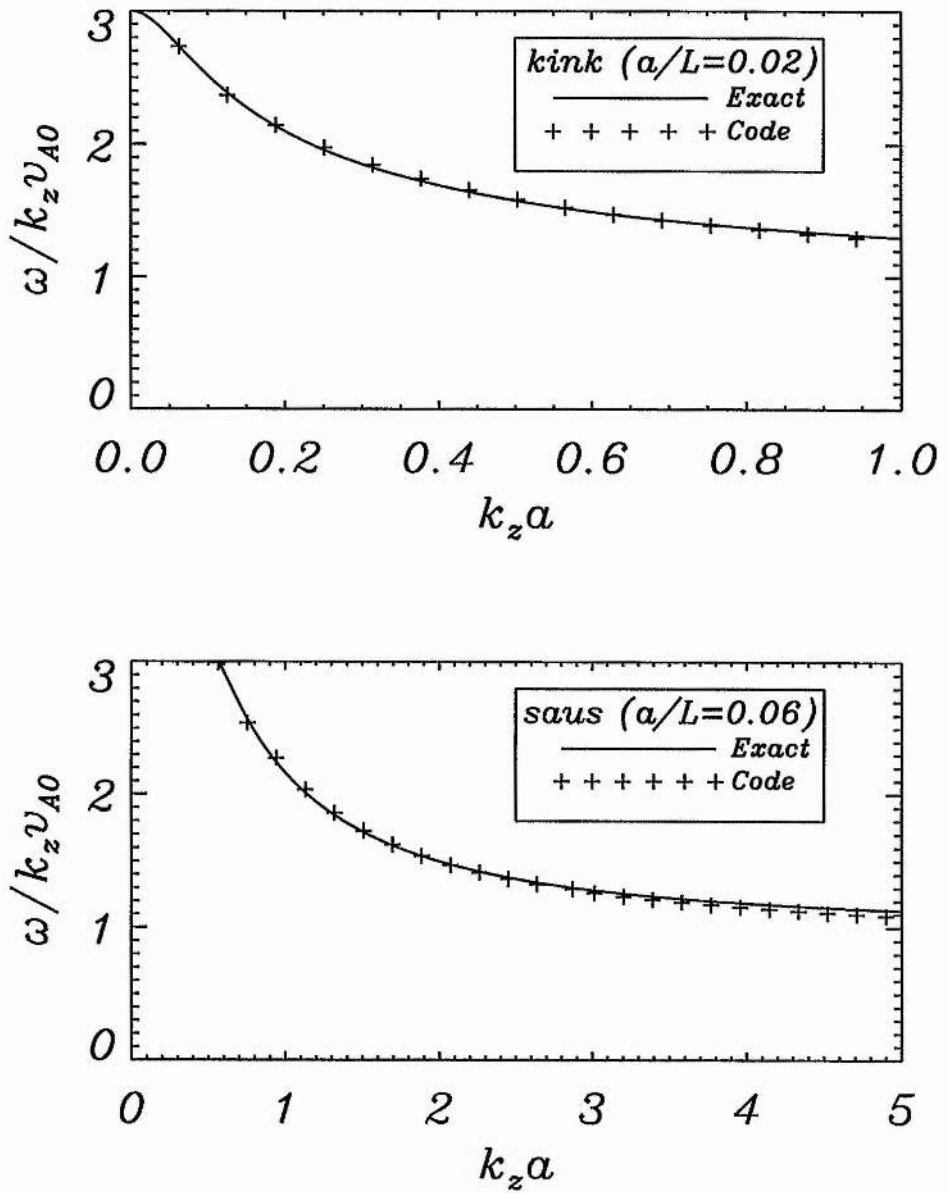 3
2
1
0
ω/k_z v_A0
kink (a/L=0.02)
Exact
+ + + + + Code
0.0 0.2 0.4 0.6 0.8 1.0
k_z a
3
2
1
0
ω/k_z v_A0
saus (a/L=0.06)
Exact
+ + + + + + + Code
0 1 2 3 4 5
k_z a